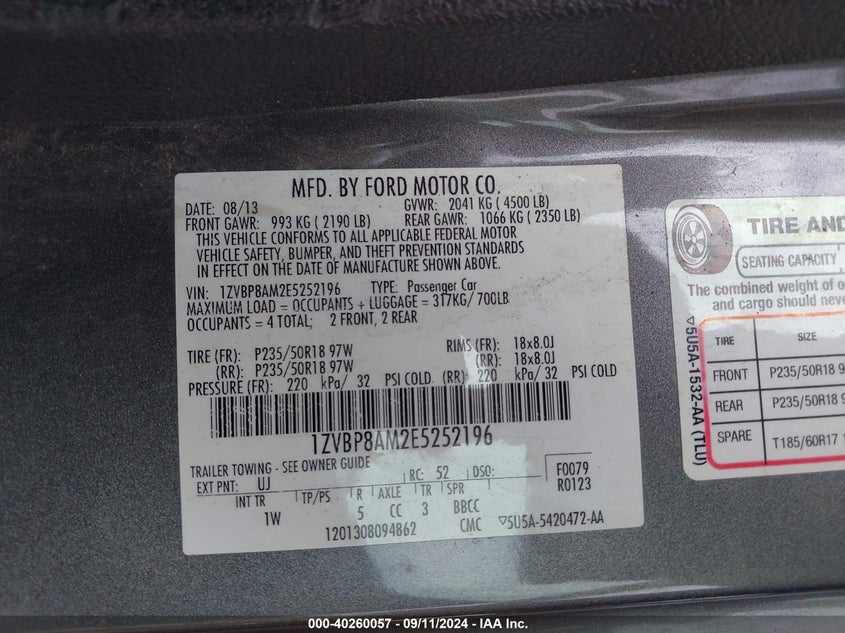 MFD. BY FORD MOTOR CO.
DATE: 08/13 GVWR: 2041 KG ( 4500 LB)
FRONT GAWR: 993 KG ( 2190 LB) REAR GAWR: 1066 KG ( 2350 LB)
THIS VEHICLE CONFORMS TO ALL APPLICABLE FEDERAL MOTOR
VEHICLE SAFETY, BUMPER, AND THEFT PREVENTION STANDARDS
IN EFFECT ON THE DATE OF MANUFACTURE SHOWN ABOVE.
VIN: 1ZVBP8AM2E5252196 TYPE: Passenger Car
MAXIMUM LOAD = OCCUPANTS + LUGGAGE = 317KG/ 700LB
OCCUPANTS = 4 TOTAL; 2 FRONT, 2 REAR
TIRE (FR): P235/50R18 97W RIMS (FR): 18x8.0J
(RR): P235/50R18 97W (RR): 18x8.0J
PRESSURE (FR): 220 kPa/ 32 PSI COLD (RR): 220 kPa/ 32 PSI COLD
1ZVBP8AM2E5252196
TRAILER TOWING - SEE OWNER GUIDE
EXT PNT: UJ RC: 52 DSO: F0079
R0123
INT TR TP/PS R AXLE TR SPR
1W 5 CC 3 BBCC
1201308094862 CMC ▽5U5A-5420472-AA
TIRE AND
SEATING CAPACITY
The combined weight of o
and cargo should neve
▽5U5A-1532-AA (TLU)
TIRE SIZE
FRONT P235/50R18 9
REAR P235/50R18 9
SPARE T185/60R17 1
000-40260057 - 09/11/2024 - IAA Inc.